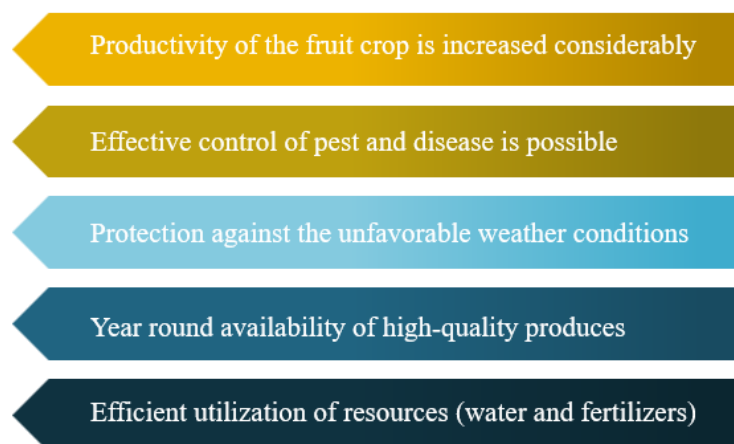 Productivity of the fruit crop is increased considerably
Effective control of pest and disease is possible
Protection against the unfavorable weather conditions
Year round availability of high-quality produces
Efficient utilization of resources (water and fertilizers)